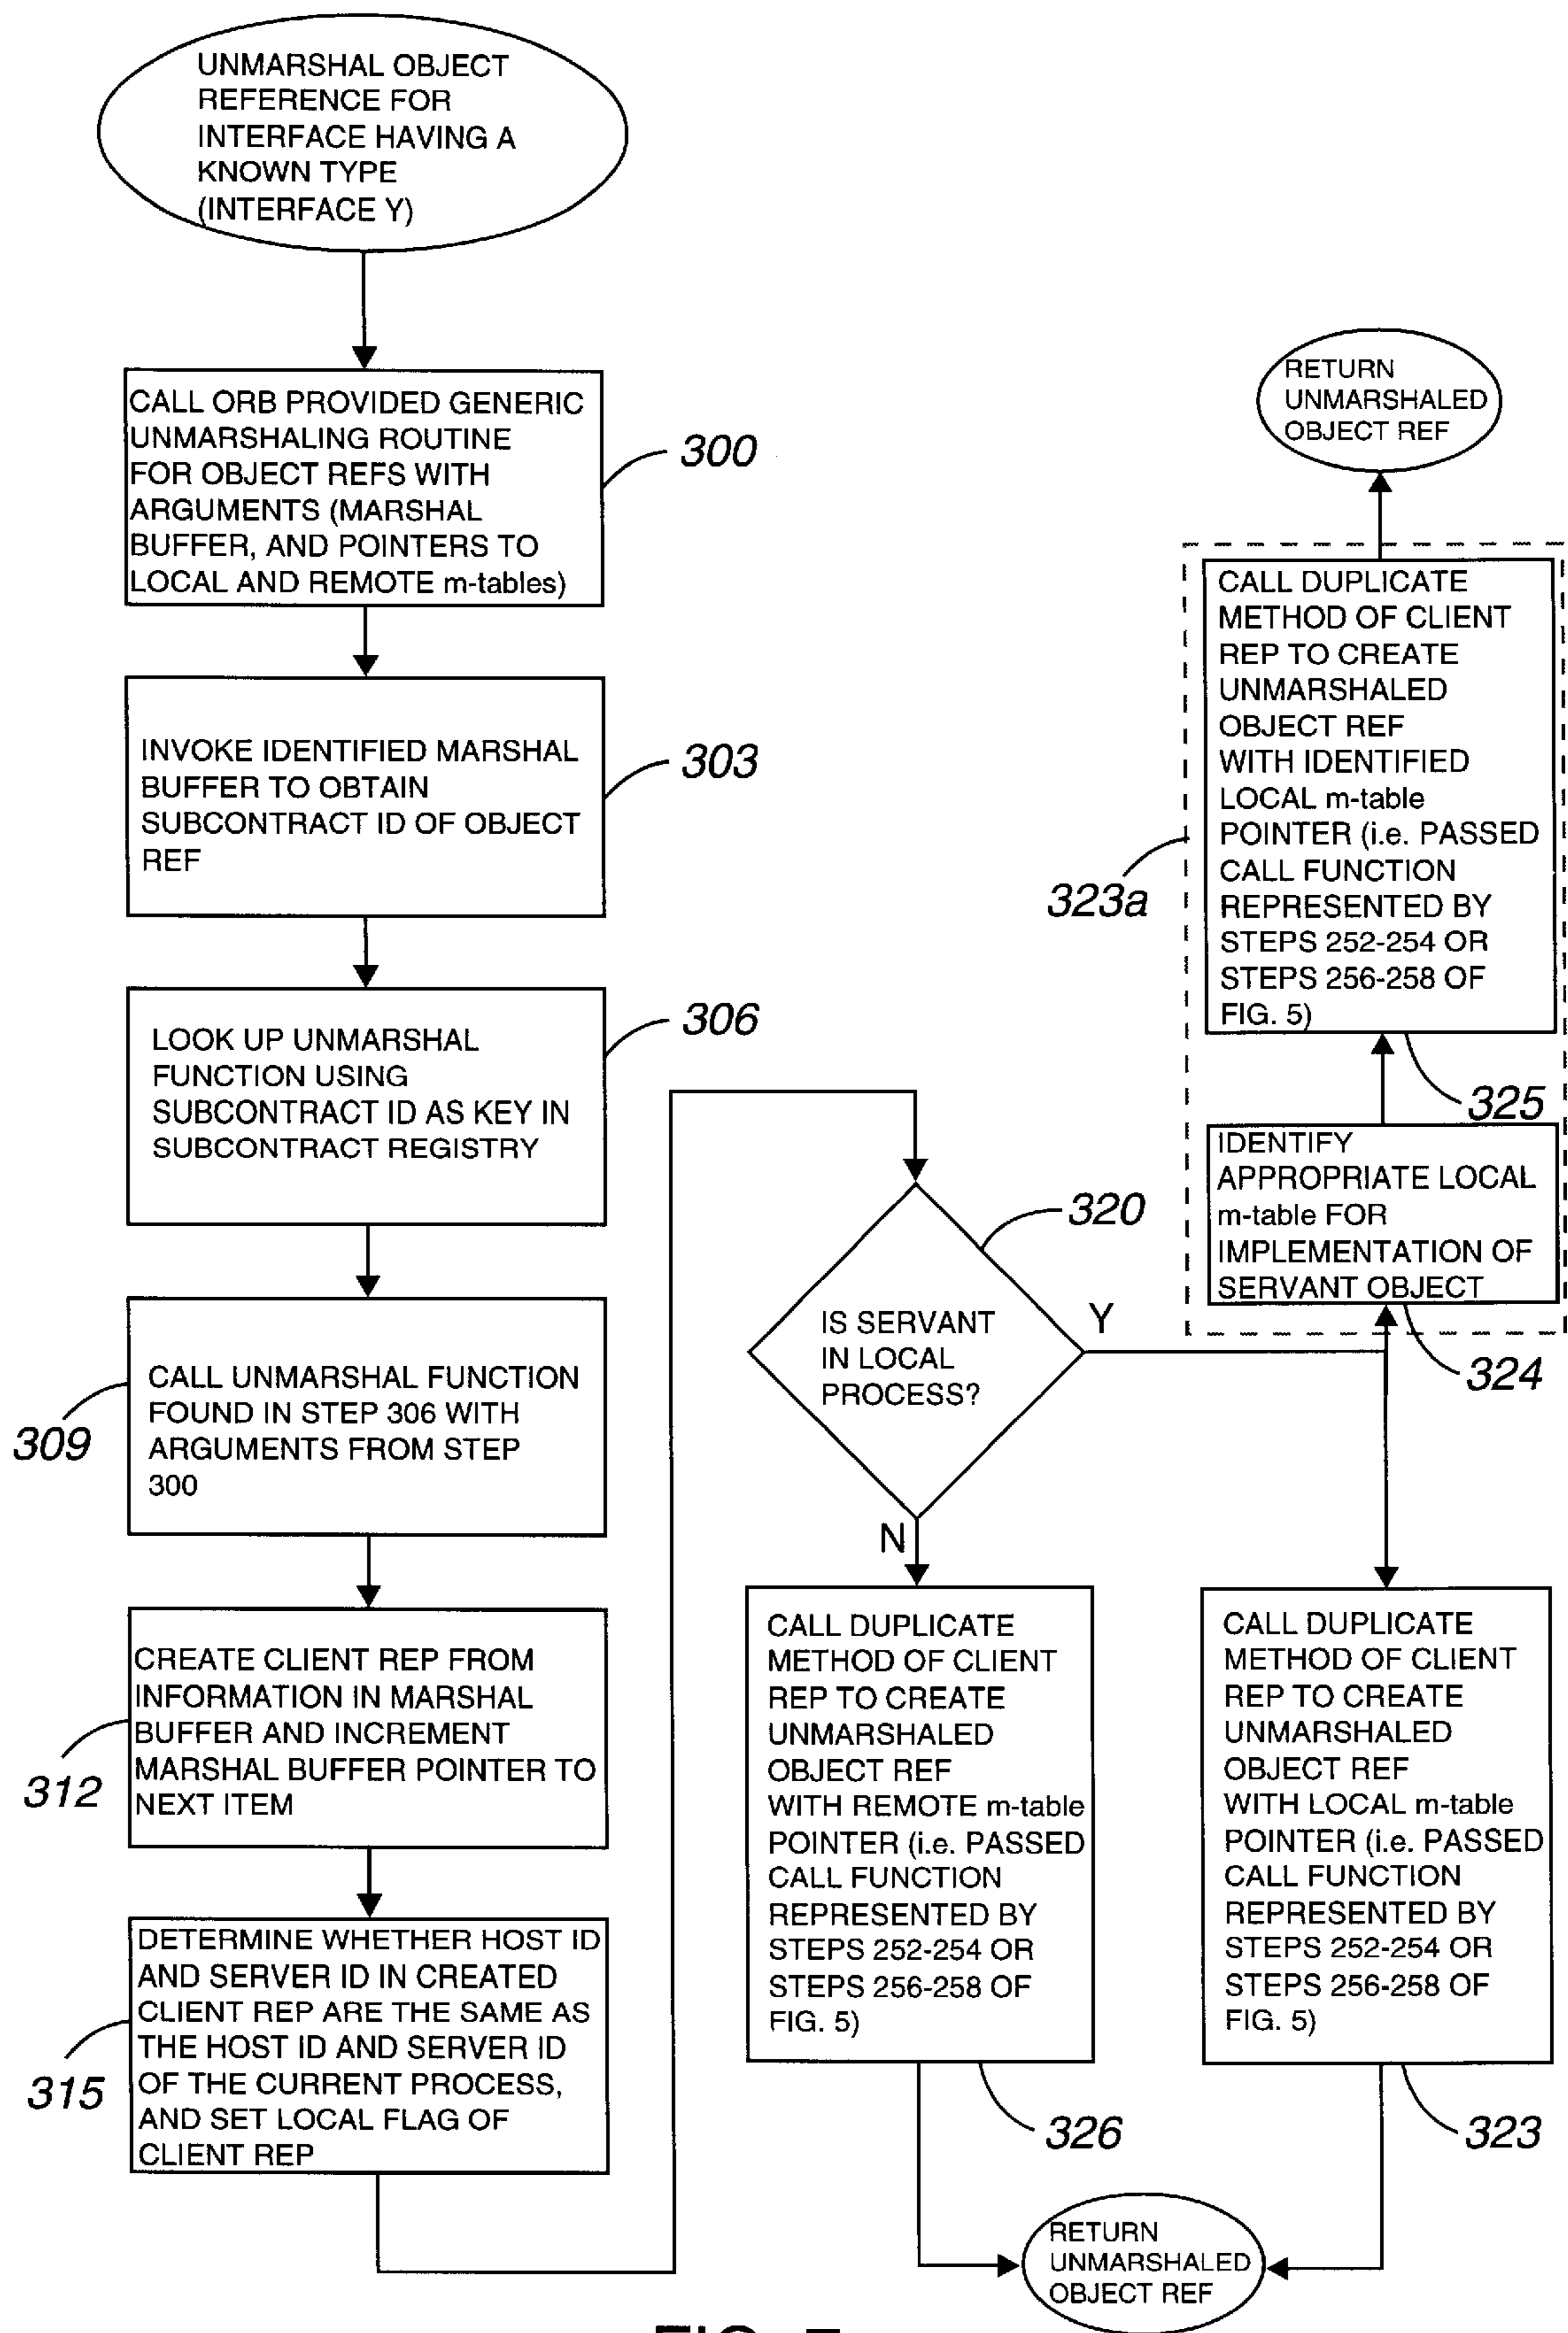 UNMARSHAL OBJECT
REFERENCE FOR
INTERFACE HAVING A
KNOWN TYPE
(INTERFACE Y)
CALL ORB PROVIDED GENERIC
UNMARSHALING ROUTINE
FOR OBJECT REFS WITH
ARGUMENTS (MARSHAL
BUFFER, AND POINTERS TO
LOCAL AND REMOTE m-tables)
300
INVOKE IDENTIFIED MARSHAL
BUFFER TO OBTAIN
SUBCONTRACT ID OF OBJECT
REF
303
LOOK UP UNMARSHAL
FUNCTION USING
SUBCONTRACT ID AS KEY IN
SUBCONTRACT REGISTRY
306
CALL UNMARSHAL FUNCTION
FOUND IN STEP 306 WITH
ARGUMENTS FROM STEP
300
309
CREATE CLIENT REP FROM
INFORMATION IN MARSHAL
BUFFER AND INCREMENT
MARSHAL BUFFER POINTER TO
NEXT ITEM
312
DETERMINE WHETHER HOST ID
AND SERVER ID IN CREATED
CLIENT REP ARE THE SAME AS
THE HOST ID AND SERVER ID
OF THE CURRENT PROCESS,
AND SET LOCAL FLAG OF
CLIENT REP
315
IS SERVANT
IN LOCAL
PROCESS?
320
Y
N
RETURN
UNMARSHALED
OBJECT REF
CALL DUPLICATE
METHOD OF CLIENT
REP TO CREATE
UNMARSHALED
OBJECT REF
WITH IDENTIFIED
LOCAL m-table
POINTER (i.e. PASSED
CALL FUNCTION
REPRESENTED BY
STEPS 252-254 OR
STEPS 256-258 OF
FIG. 5)
323a
325
IDENTIFY
APPROPRIATE LOCAL
m-table FOR
IMPLEMENTATION OF
SERVANT OBJECT
324
CALL DUPLICATE
METHOD OF CLIENT
REP TO CREATE
UNMARSHALED
OBJECT REF
WITH REMOTE m-table
POINTER (i.e. PASSED
CALL FUNCTION
REPRESENTED BY
STEPS 252-254 OR
STEPS 256-258 OF
FIG. 5)
326
CALL DUPLICATE
METHOD OF CLIENT
REP TO CREATE
UNMARSHALED
OBJECT REF
WITH LOCAL m-table
POINTER (i.e. PASSED
CALL FUNCTION
REPRESENTED BY
STEPS 252-254 OR
STEPS 256-258 OF
FIG. 5)
323
RETURN
UNMARSHALED
OBJECT REF